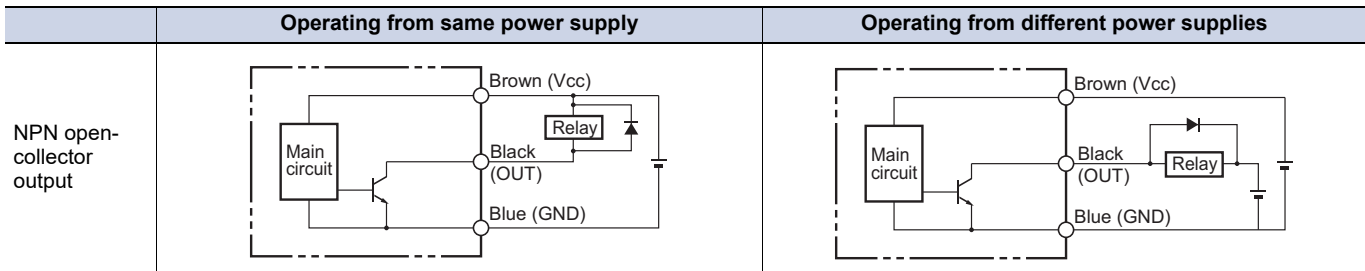 Operating from same power supply
Operating from different power supplies
NPN open-
collector
output
Brown (Vcc)
Relay
Main
circuit
Black
(OUT)
Blue (GND)
Brown (Vcc)
Main
circuit
Black
(OUT)
Relay
Blue (GND)